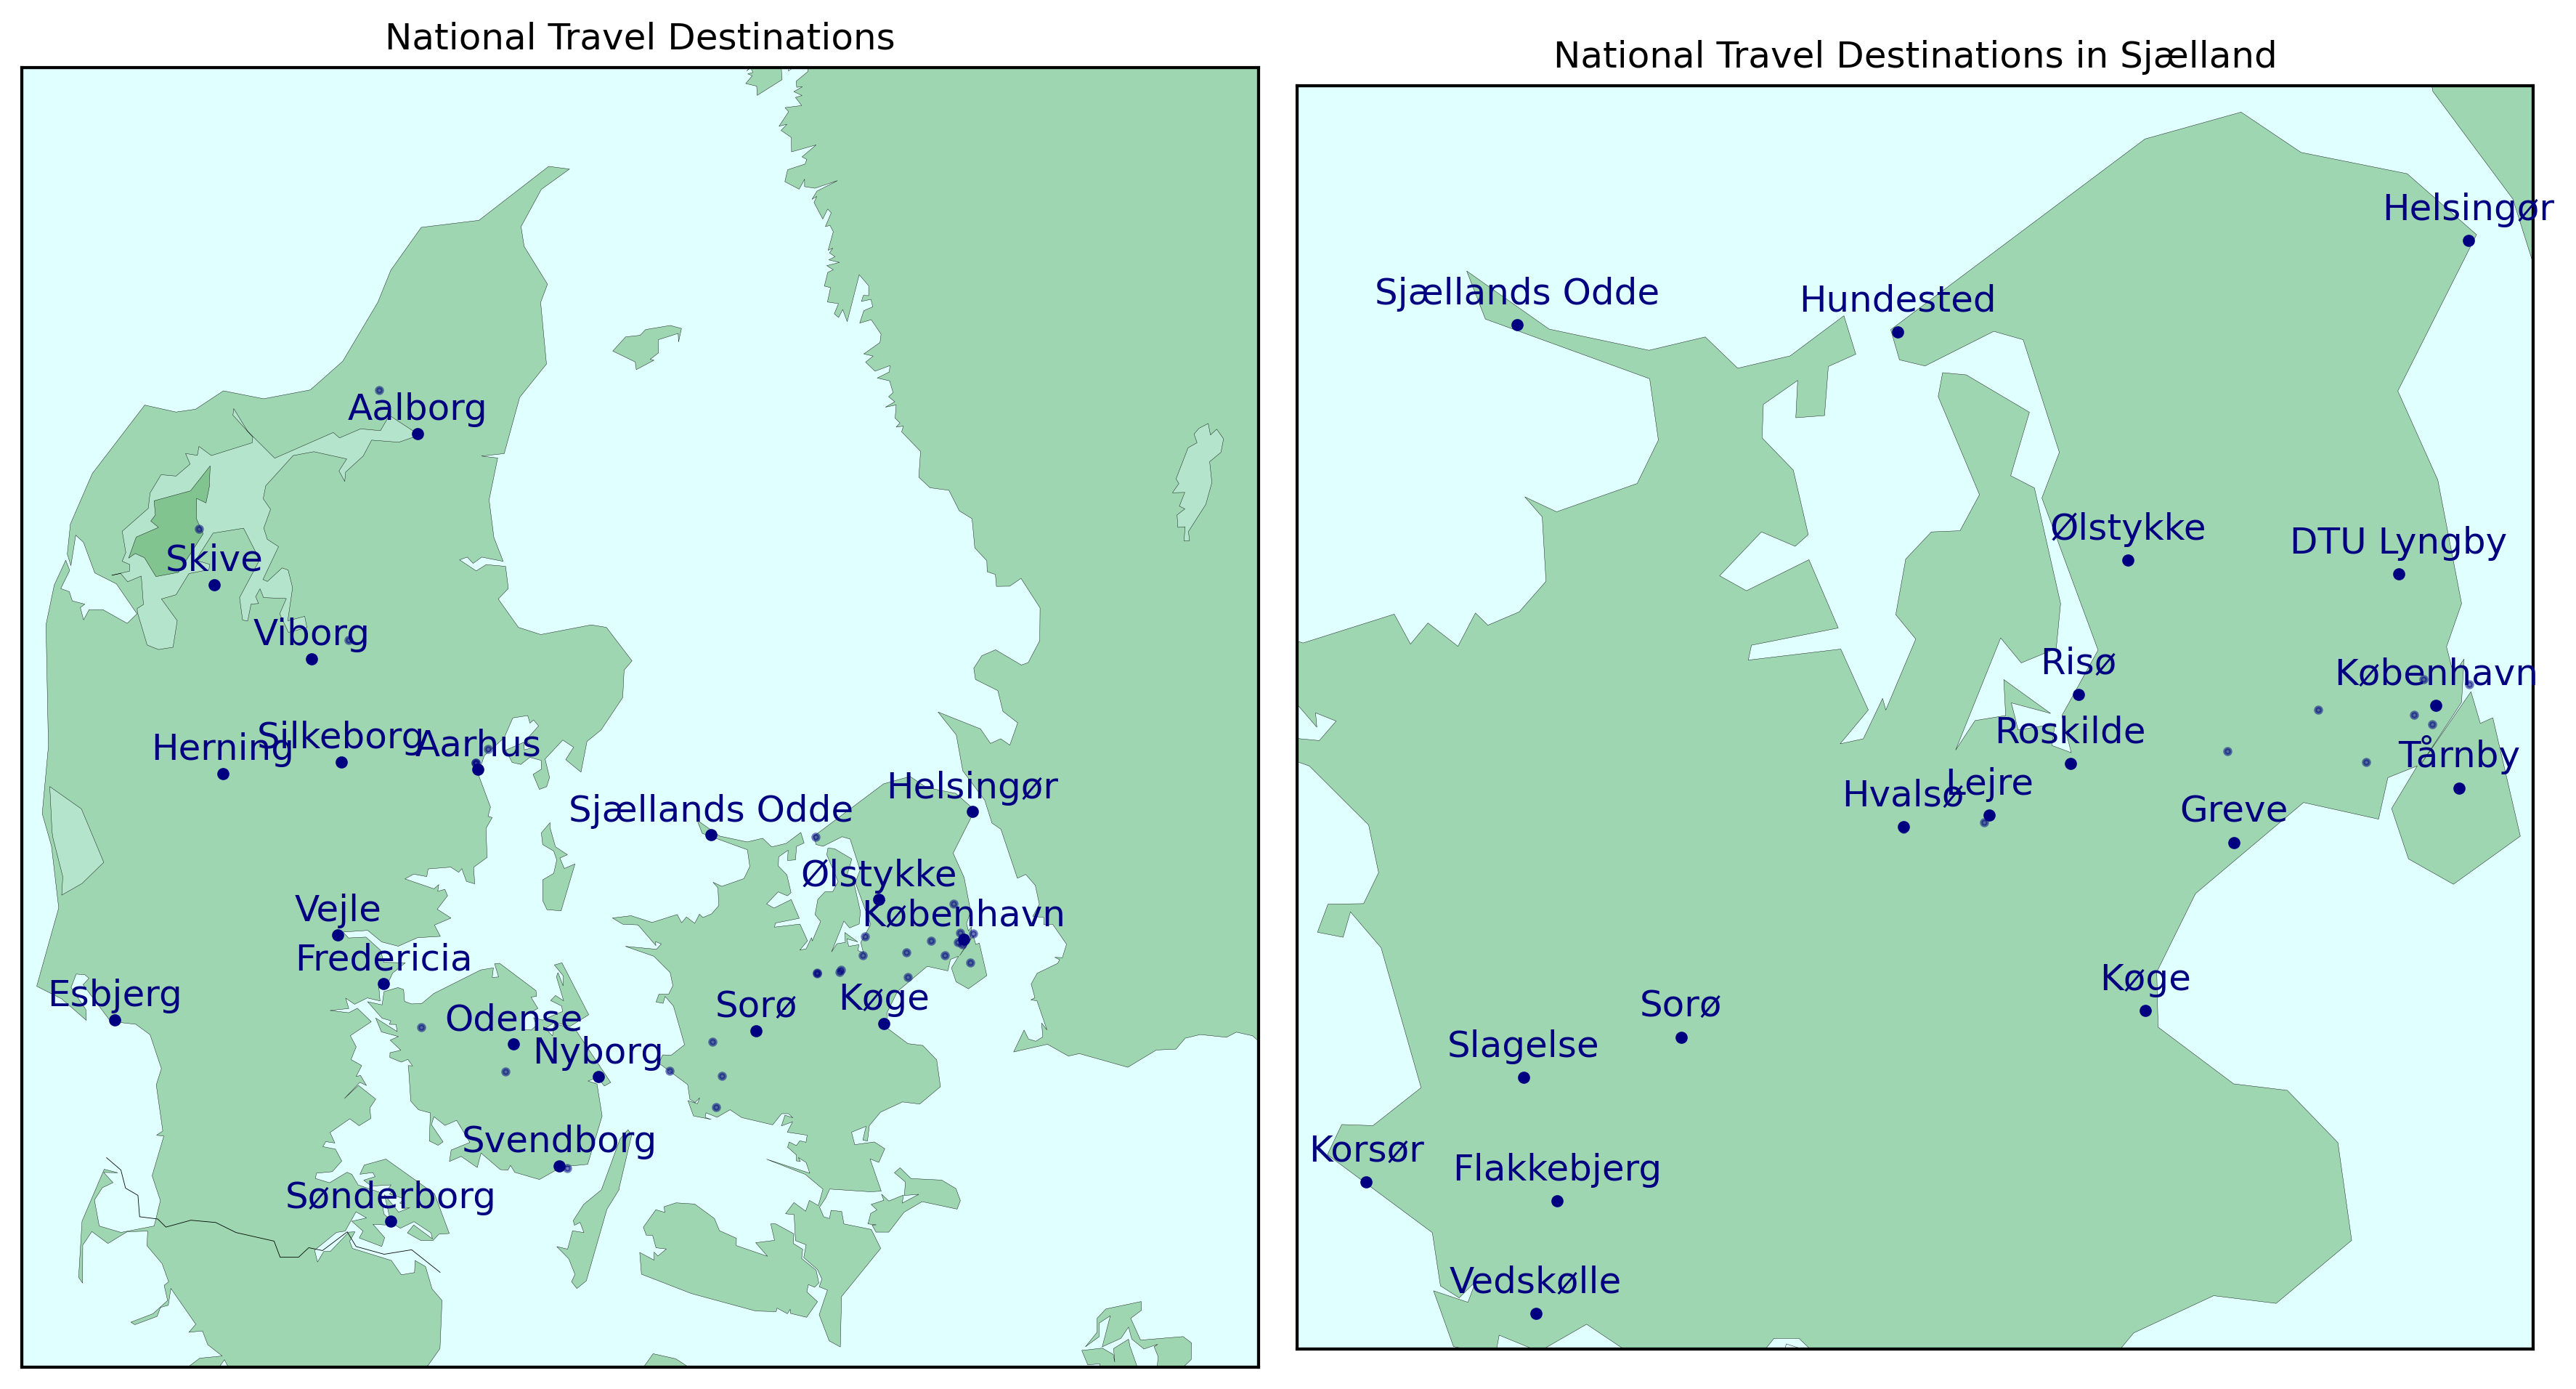 National Travel Destinations
Aalborg
Skive
Viborg
Silkeborg
Aarhus
Herning
Helsingør
Sjællands Odde
Ølstykke
Vejle
København
Fredericia
Esbjerg
Køge
Sorø
Odense
Nyborg
Svendborg
Sønderborg
National Travel Destinations in Sjælland
Helsingør
Sjællands Odde
Hundested
Ølstykke
DTU Lyngby
Risø
København
Roskilde
Tårnby
Lejre
Hvalsø
Greve
Køge
Sorø
Slagelse
Korsør
Flakkebjerg
Vedskølle